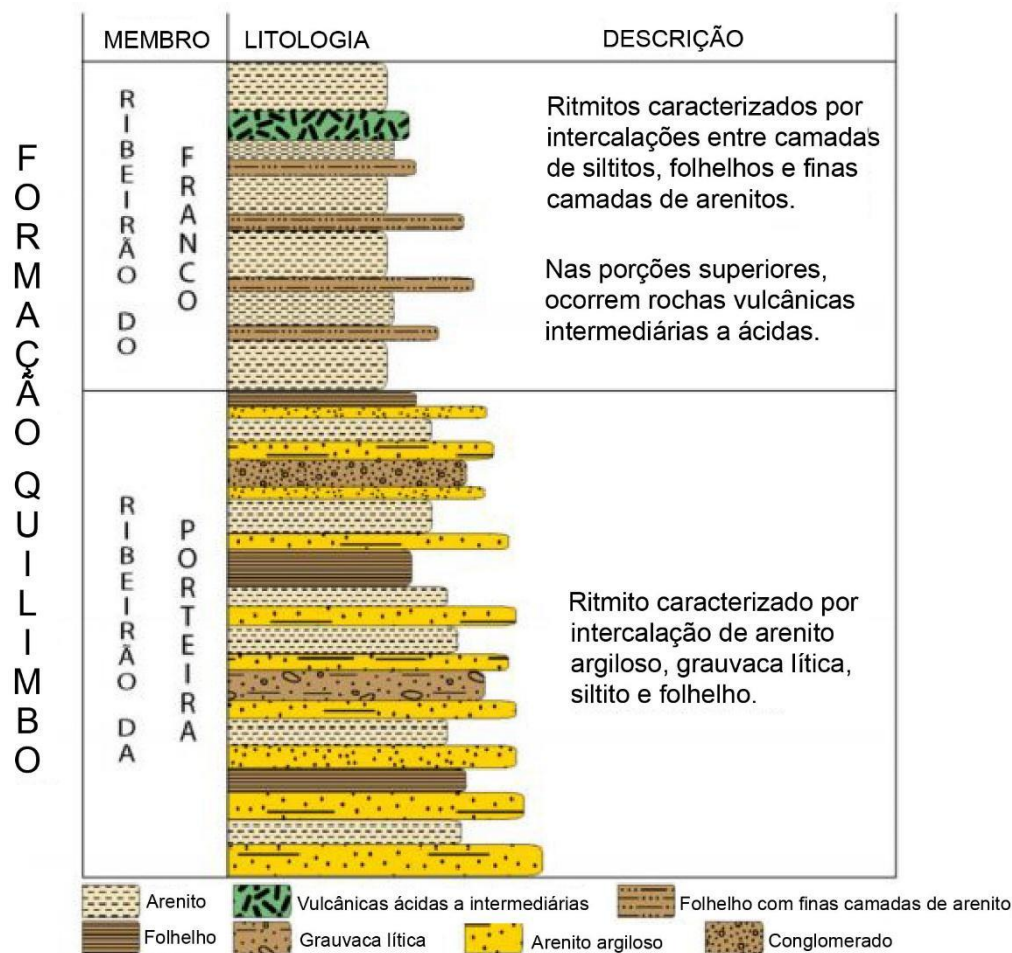 FORMAÇÃO QUILIMBO
MEMBRO
LITOLOGIA
DESCRIÇÃO
RIBEIRÃO DO
FRANCO
Ritmitos caracterizados por
intercalações entre camadas
de siltitos, folhelhos e finas
camadas de arenitos.
Nas porções superiores,
ocorrem rochas vulcânicas
intermediárias a ácidas.
RIBEIRÃO DA
PORTEIRA
Ritmito caracterizado por
intercalação de arenito
argiloso, grauvaca lítica,
siltito e folhelho.
Arenito
Vulcânicas ácidas a intermediárias
Folhelho com finas camadas de arenito
Folhelho
Grauvaca lítica
Arenito argiloso
Conglomerado